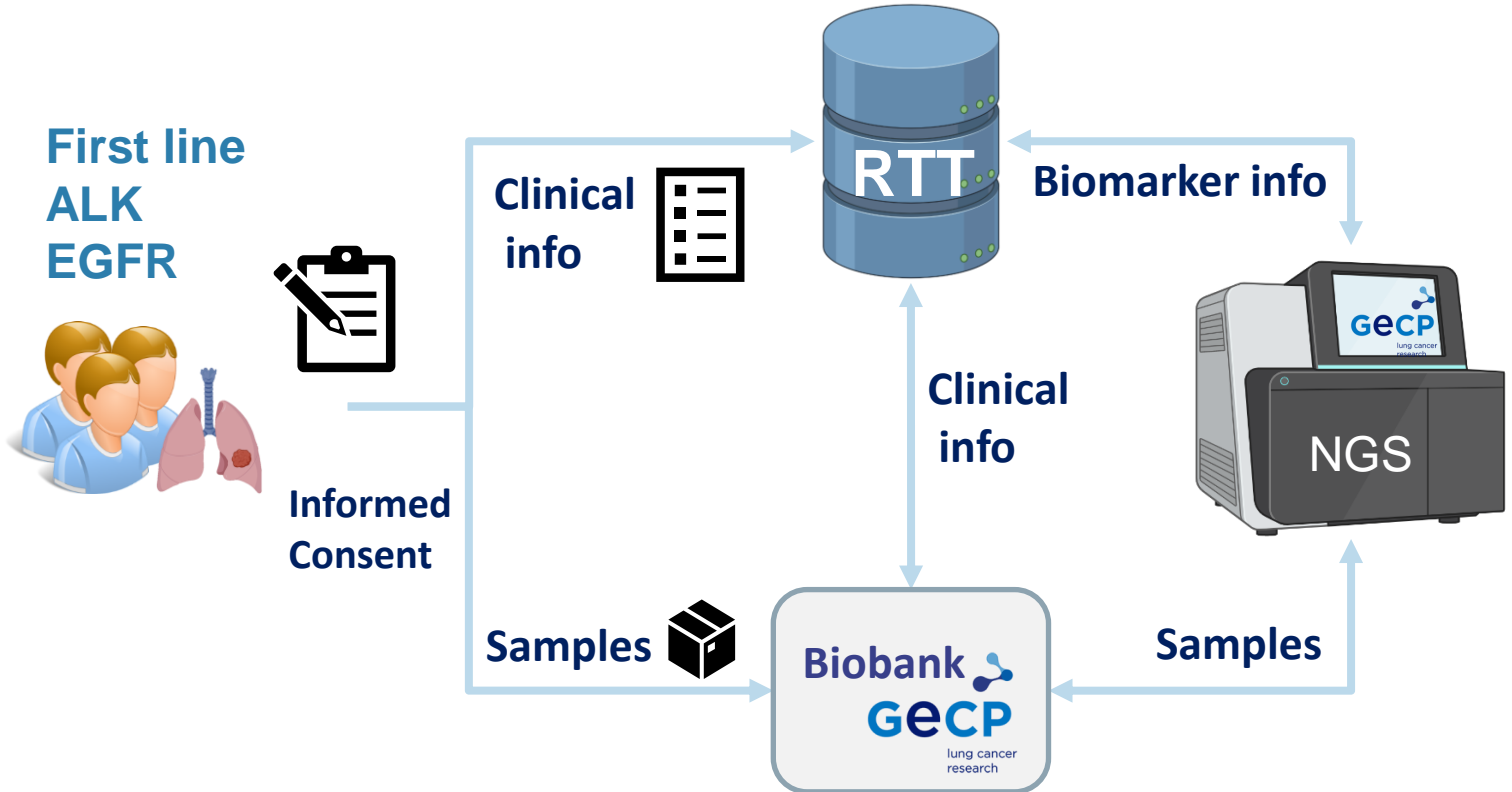 First line
ALK
EGFR
Clinical
info
RTT
Biomarker info
GeCP
lung cancer
research
NGS
Clinical
info
Informed
Consent
Samples
Biobank
GeCP
lung cancer
research
Samples